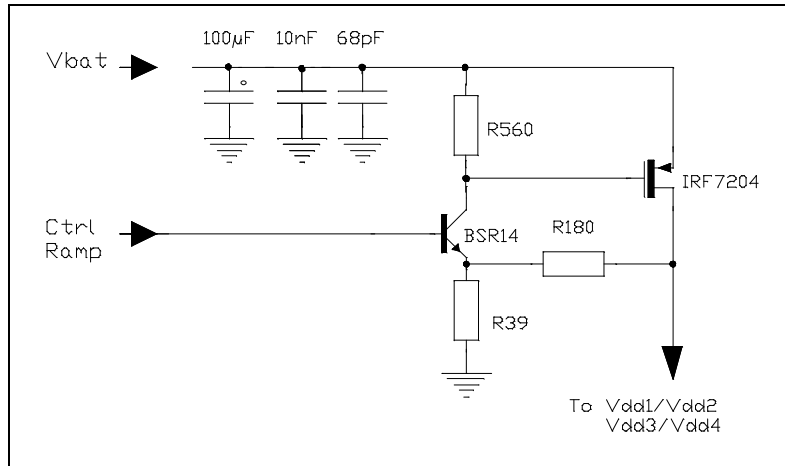 100µF 10nF 68pF
Vbat
R560
IRF7204
Ctrl
Ramp
BSR14
R180
R39
To Vdd1/Vdd2
Vdd3/Vdd4